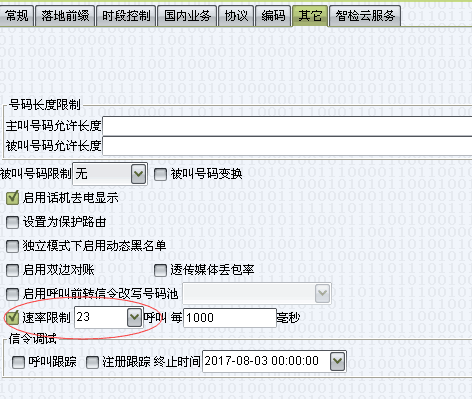 常规 落地前缀 时段控制 国内业务 协议 编码 其它 智检云服务
号码长度限制
主叫号码允许长度
被叫号码允许长度
被叫号码限制 无 被叫号码变换
启用话机去电显示
设置为保护路由
独立模式下启用动态黑名单
启用双边对账 透传媒体丢包率
启用呼叫前转信令改写号码池
速率限制 23 呼叫 每 1000 毫秒
信令调试
呼叫跟踪 注册跟踪 终止时间 2017-08-03 00:00:00